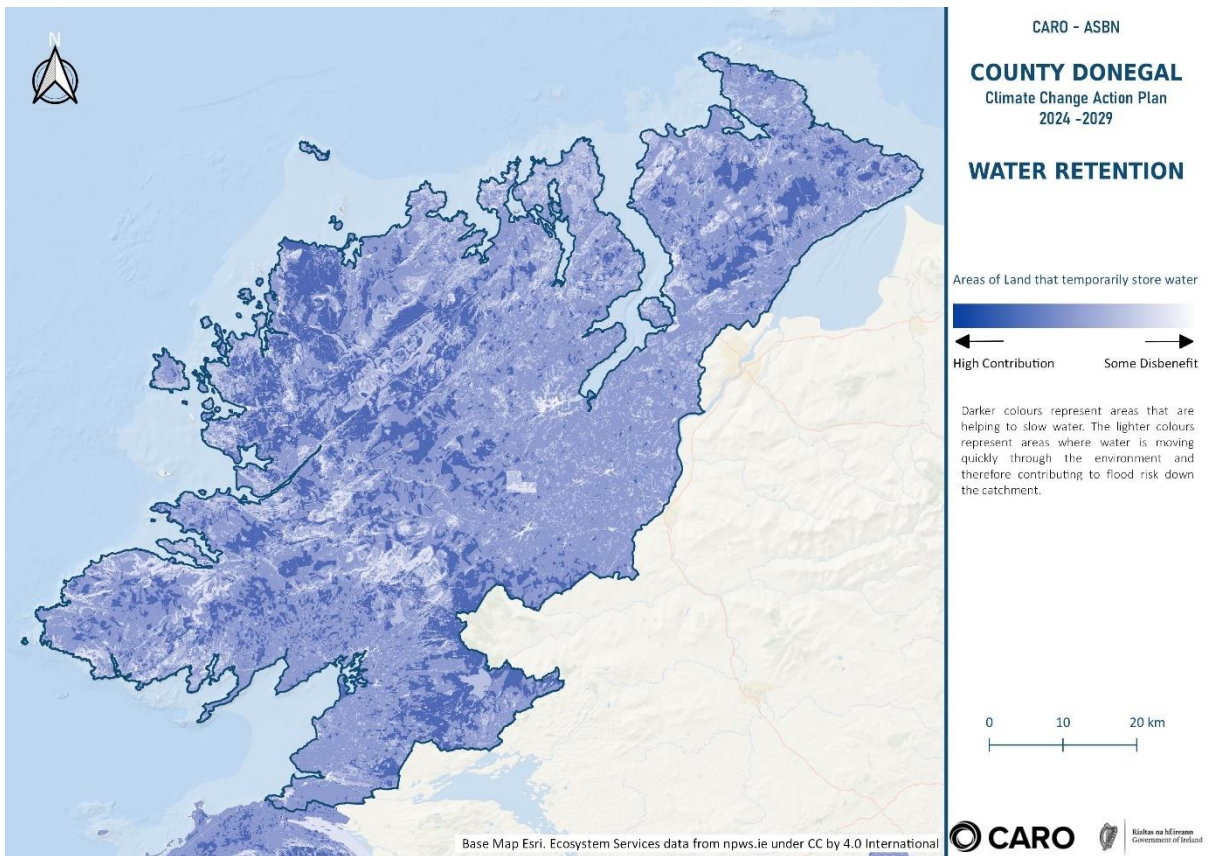 N
CARO - ASBN
COUNTY DONEGAL
Climate Change Action Plan
2024 -2029
WATER RETENTION
Areas of Land that temporarily store water
High Contribution Some Disbenefit
Darker colours represent areas that are
helping to slow water. The lighter colours
represent areas where water is moving
quickly through the environment and
therefore contributing to flood risk down
the catchment.
0 10 20 km
Base Map Esri. Ecosystem Services data from npws.ie under CC by 4.0 International
CARO
Rialtas na hÉireann
Government of Ireland